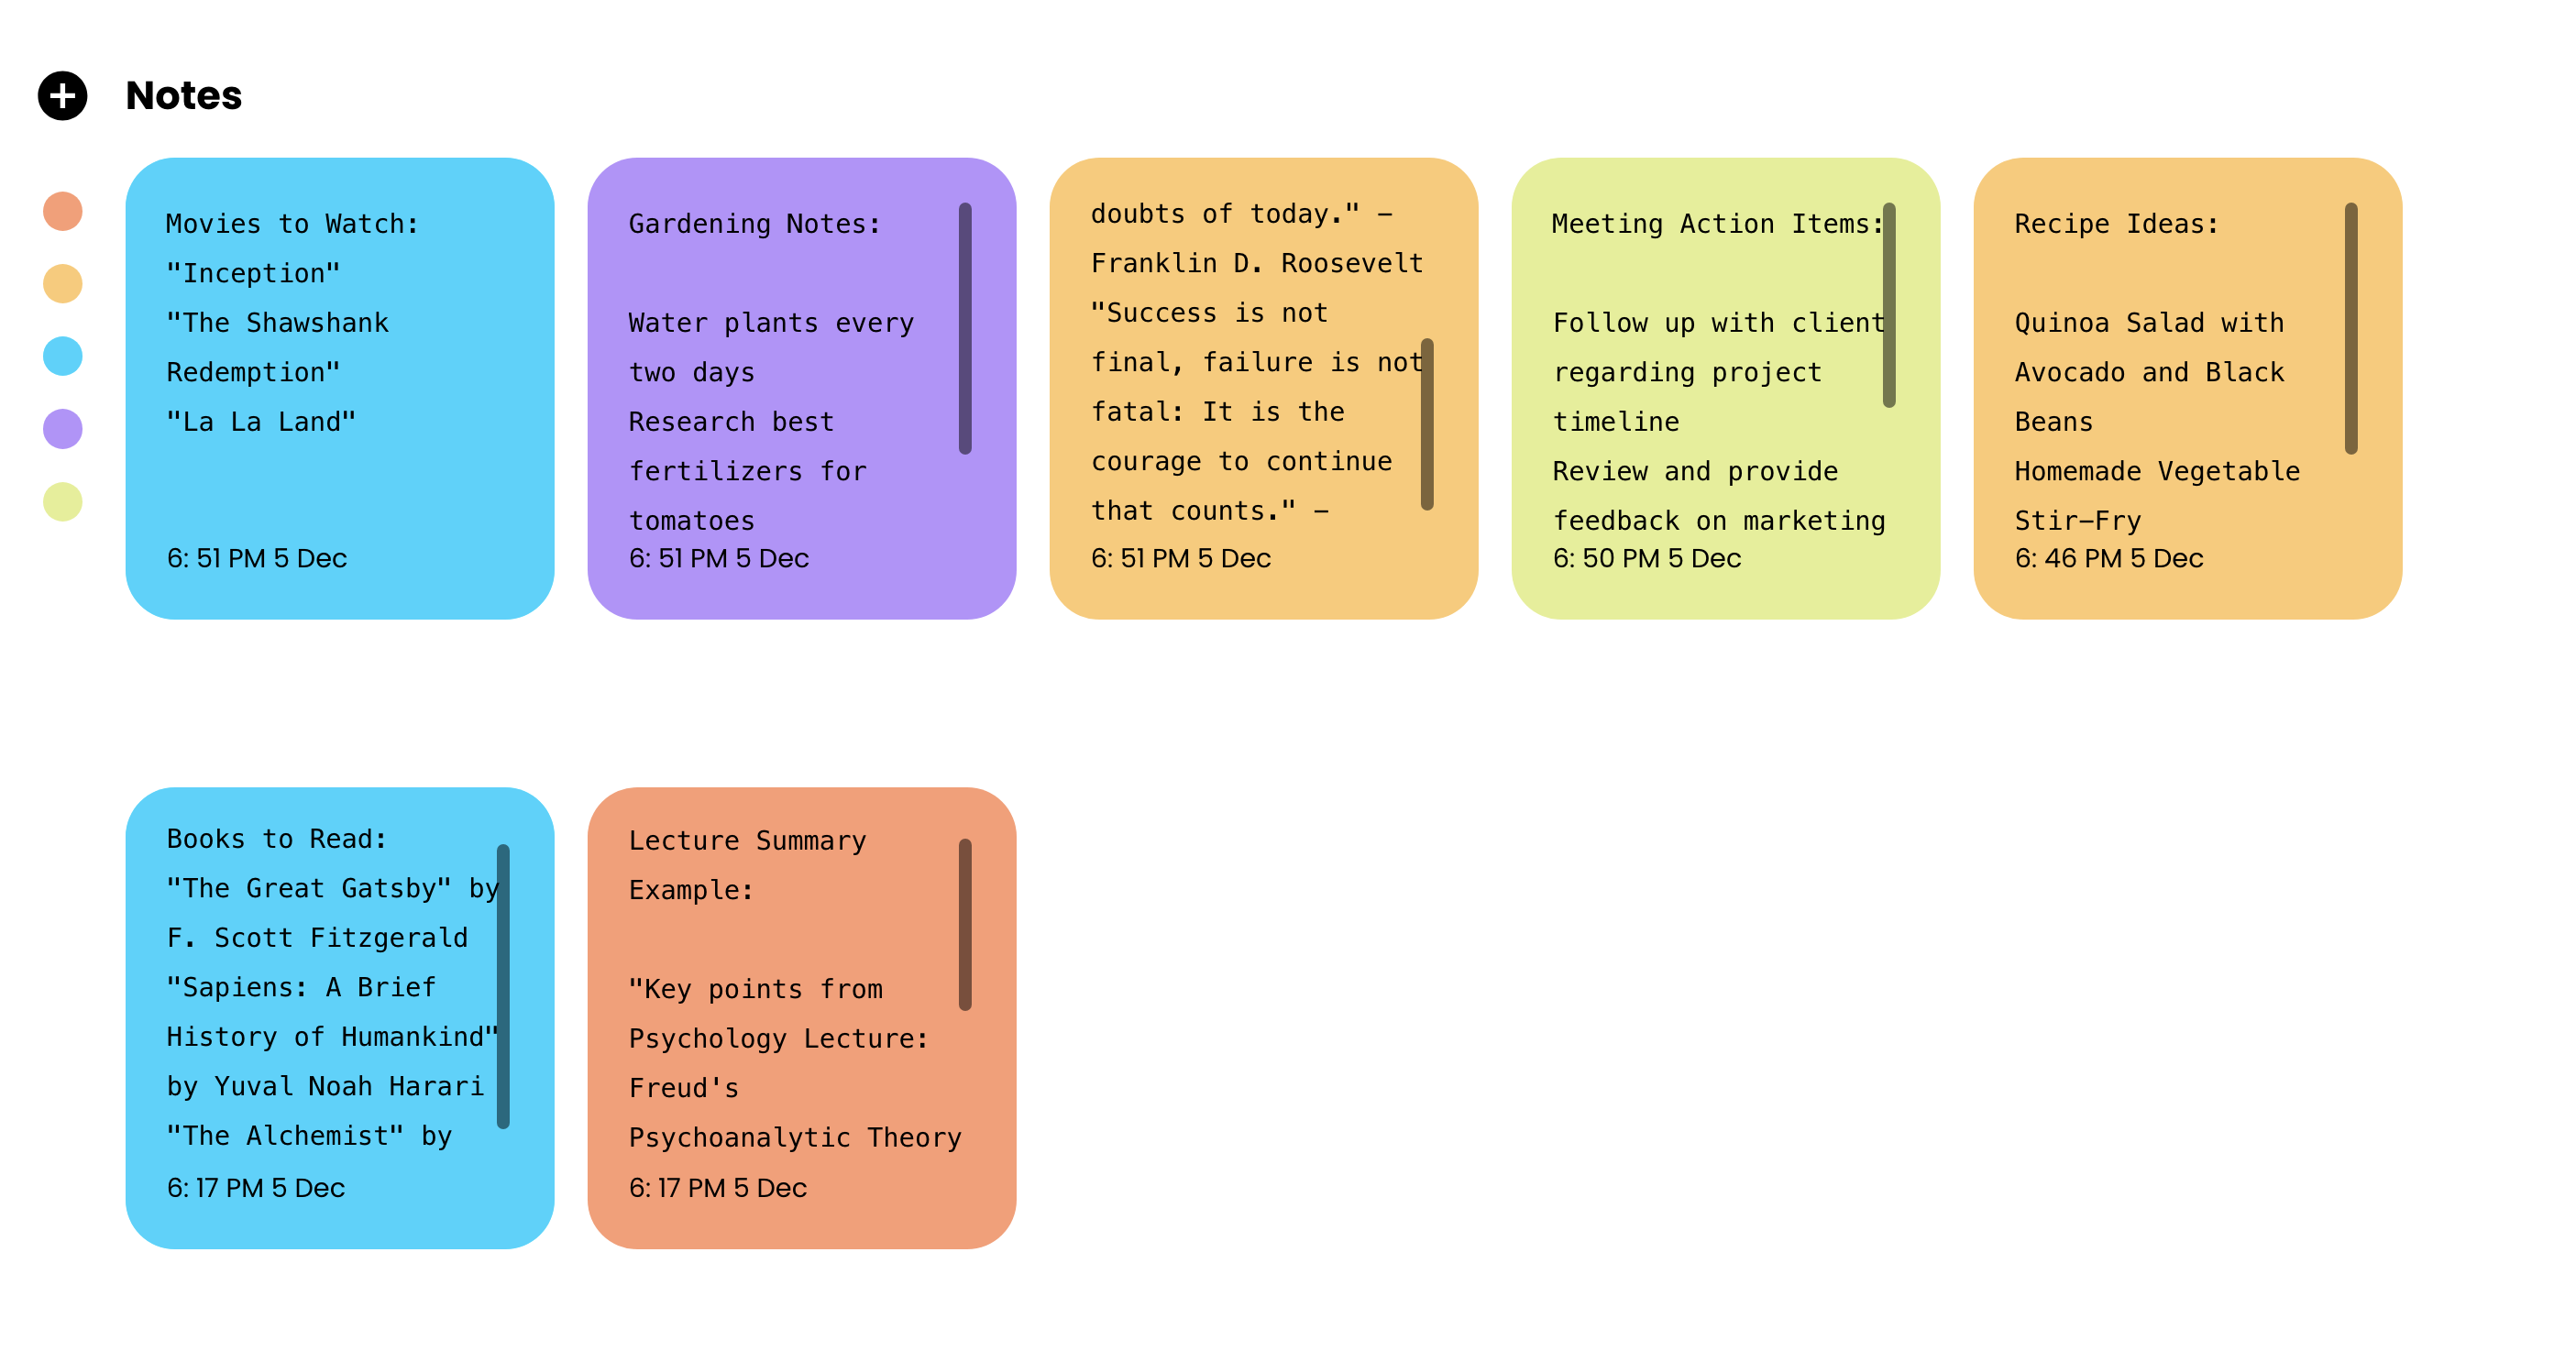 Notes
Movies to Watch:
"Inception"
"The Shawshank
Redemption"
"La La Land"
6: 51 PM 5 Dec
Gardening Notes:
Water plants every
two days
Research best
fertilizers for
tomatoes
6: 51 PM 5 Dec
doubts of today." –
Franklin D. Roosevelt
"Success is not
final, failure is not
fatal: It is the
courage to continue
that counts." –
6: 51 PM 5 Dec
Meeting Action Items:
Follow up with client
regarding project
timeline
Review and provide
feedback on marketing
6: 50 PM 5 Dec
Recipe Ideas:
Quinoa Salad with
Avocado and Black
Beans
Homemade Vegetable
Stir-Fry
6: 46 PM 5 Dec
Books to Read:
"The Great Gatsby" by
F. Scott Fitzgerald
"Sapiens: A Brief
History of Humankind"
by Yuval Noah Harari
"The Alchemist" by
6: 17 PM 5 Dec
Lecture Summary
Example:
"Key points from
Psychology Lecture:
Freud's
Psychoanalytic Theory
6: 17 PM 5 Dec